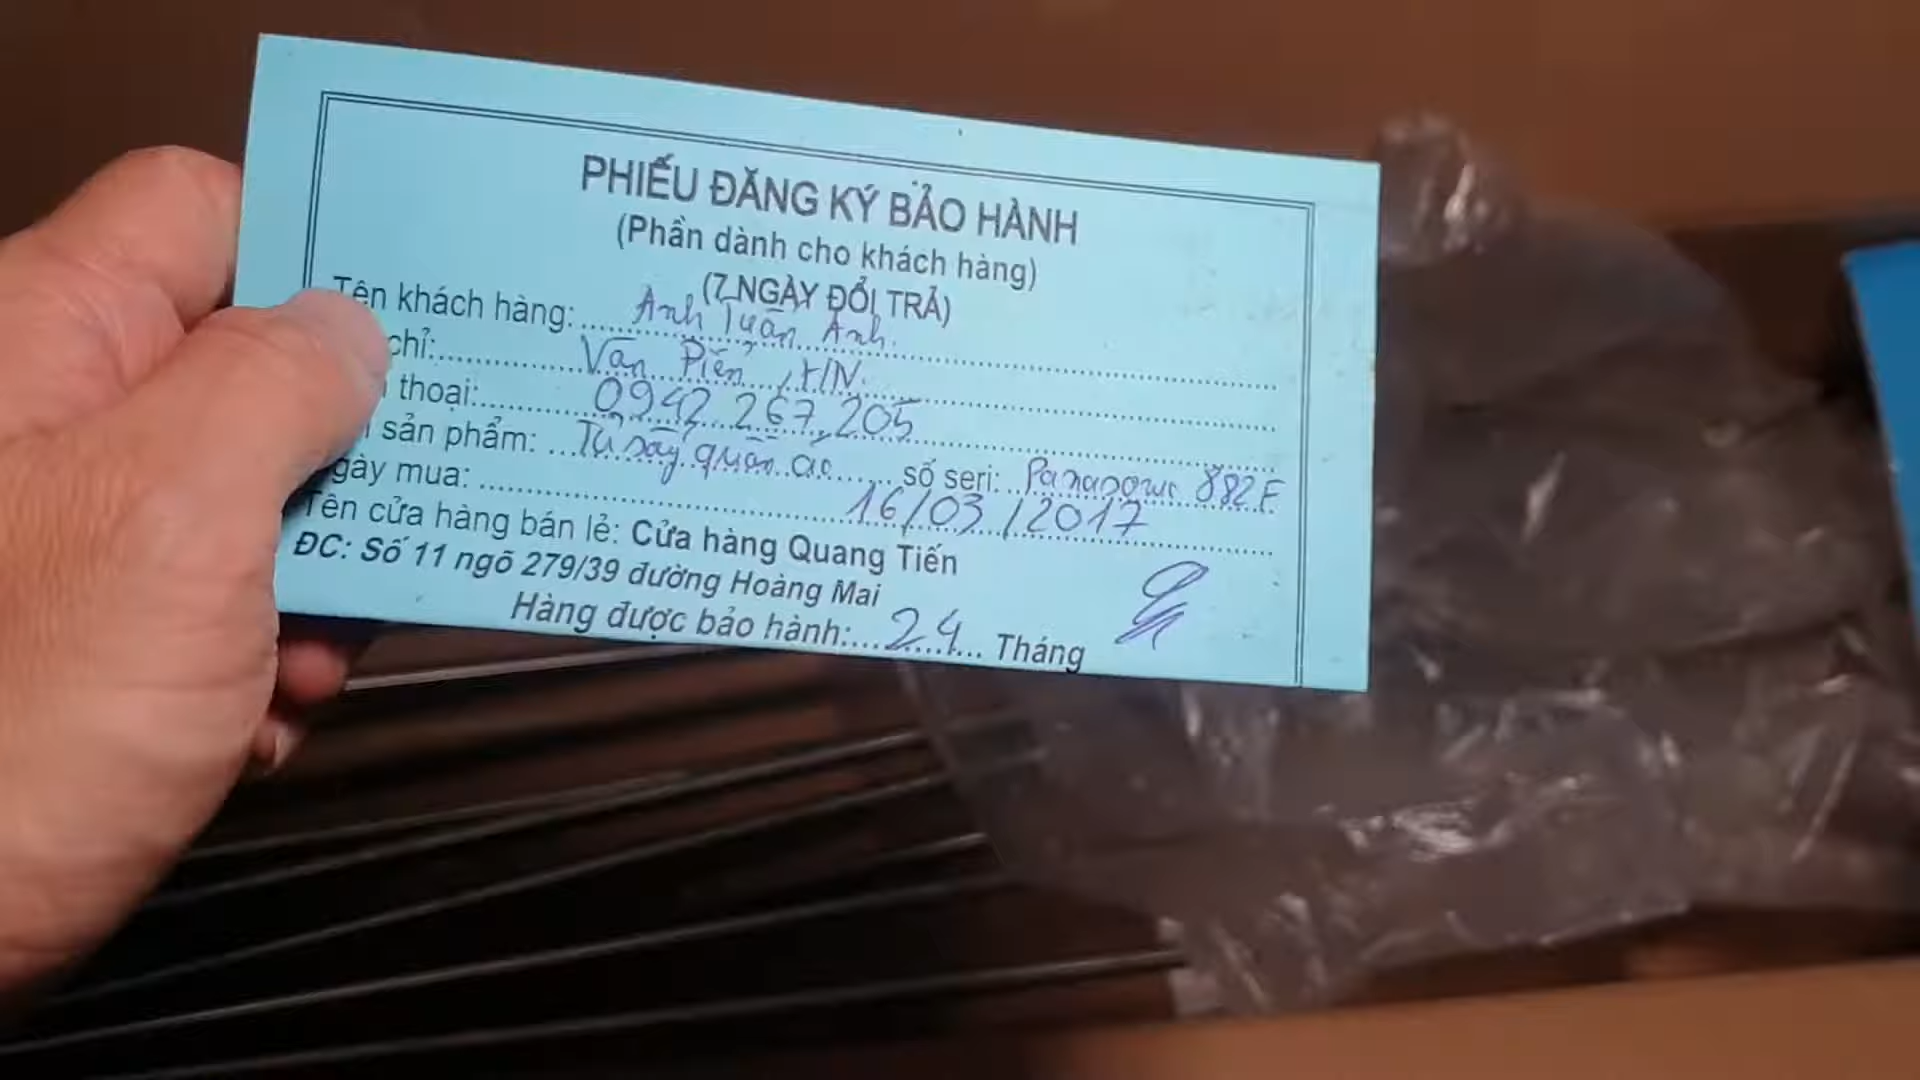 PHIẾU ĐĂNG KÝ BẢO HÀNH
(Phần dành cho khách hàng)
(7 NGÀY ĐỔI TRẢ)
Tên khách hàng: Anh Tuấn Anh.
chỉ: Văn Điển, HN.
thoại: 0942.267.205
sản phẩm: Tủ sấy quần áo số seri: Panasonic 882E
gày mua: 16/03/2017
Tên cửa hàng bán lẻ: Cửa hàng Quang Tiến
ĐC: Số 11 ngõ 279/39 đường Hoàng Mai
Hàng được bảo hành: 24 Tháng